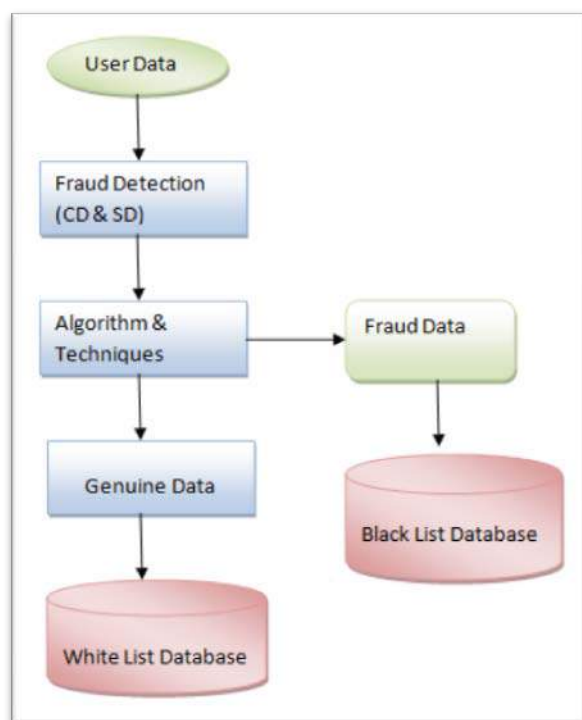 User Data
Fraud Detection
(CD & SD)
Algorithm &
Techniques
Fraud Data
Genuine Data
Black List Database
White List Database